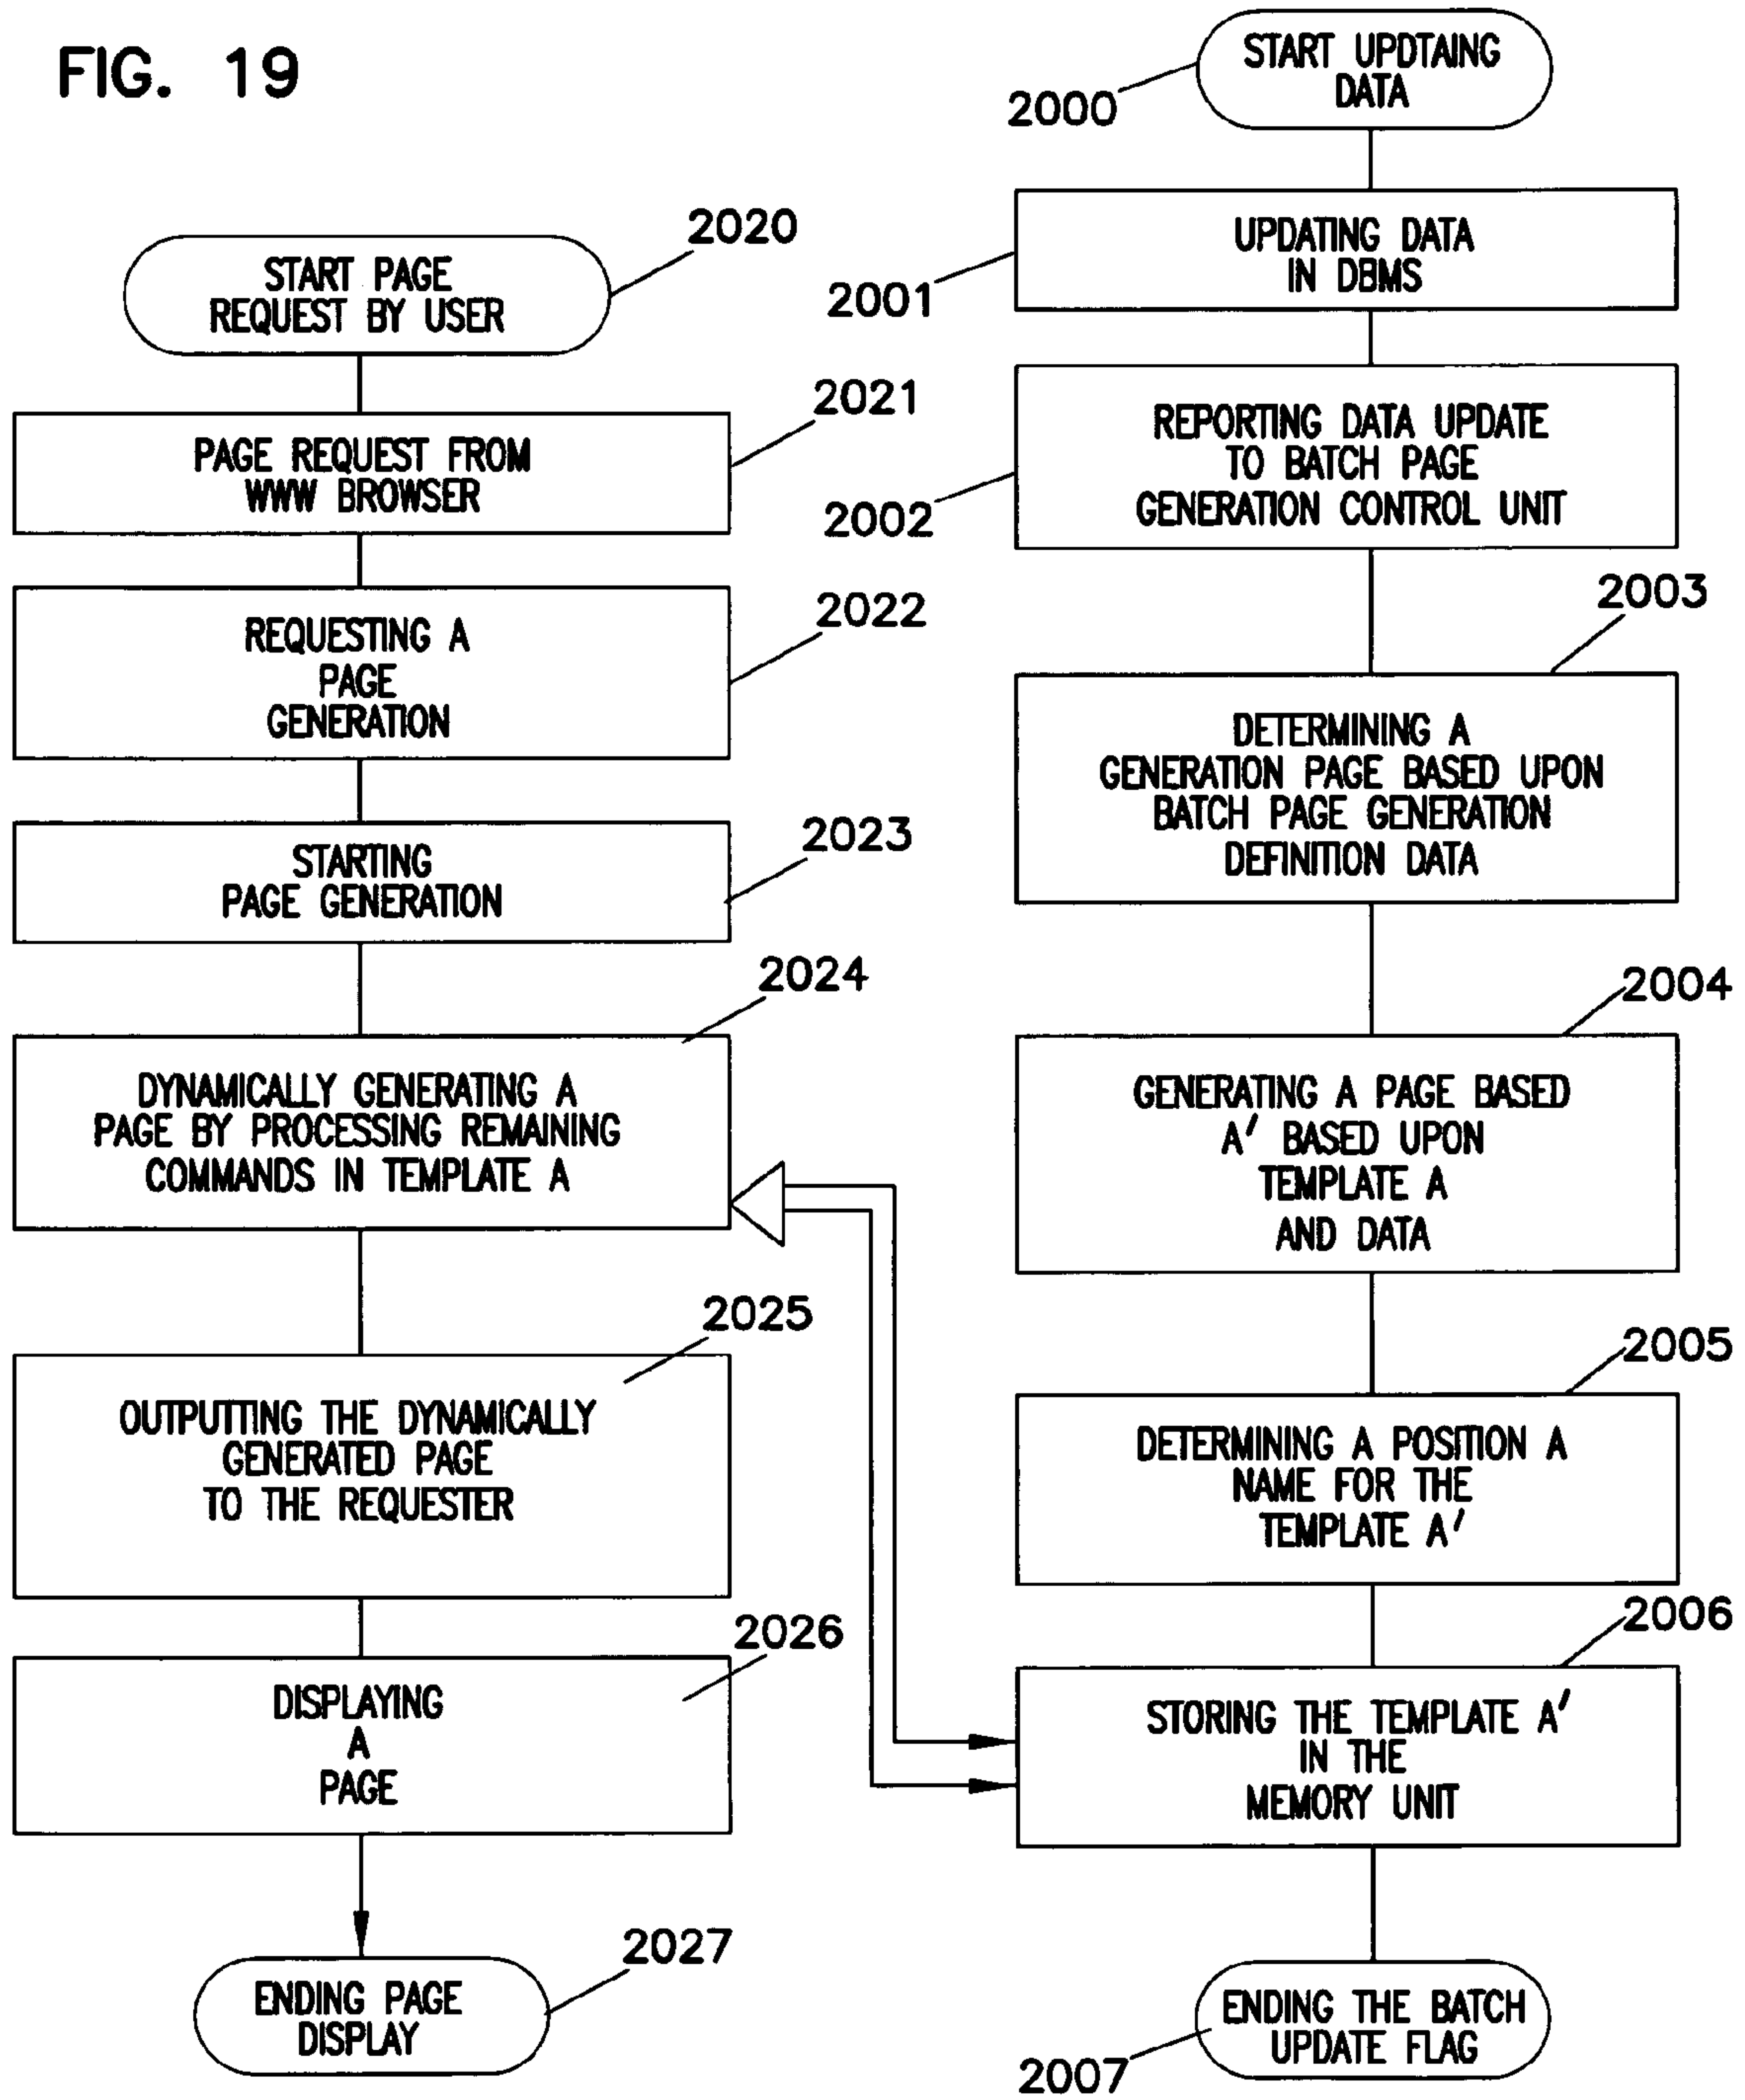 FIG. 19
2020
START PAGE
REQUEST BY USER
2021
PAGE REQUEST FROM
WWW BROWSER
2022
REQUESTING A
PAGE
GENERATION
2023
STARTING
PAGE GENERATION
2024
DYNAMICALLY GENERATING A
PAGE BY PROCESSING REMAINING
COMMANDS IN TEMPLATE A
2025
OUTPUTTING THE DYNAMICALLY
GENERATED PAGE
TO THE REQUESTER
2026
DISPLAYING
A
PAGE
2027
ENDING PAGE
DISPLAY
START UPDTAING
DATA
2000
UPDATING DATA
IN DBMS
2001
REPORTING DATA UPDATE
TO BATCH PAGE
GENERATION CONTROL UNIT
2002
2003
DETERMINING A
GENERATION PAGE BASED UPON
BATCH PAGE GENERATION
DEFINITION DATA
2004
GENERATING A PAGE BASED
A' BASED UPON
TEMPLATE A
AND DATA
2005
DETERMINING A POSITION A
NAME FOR THE
TEMPLATE A'
2006
STORING THE TEMPLATE A'
IN THE
MEMORY UNIT
ENDING THE BATCH
UPDATE FLAG
2007